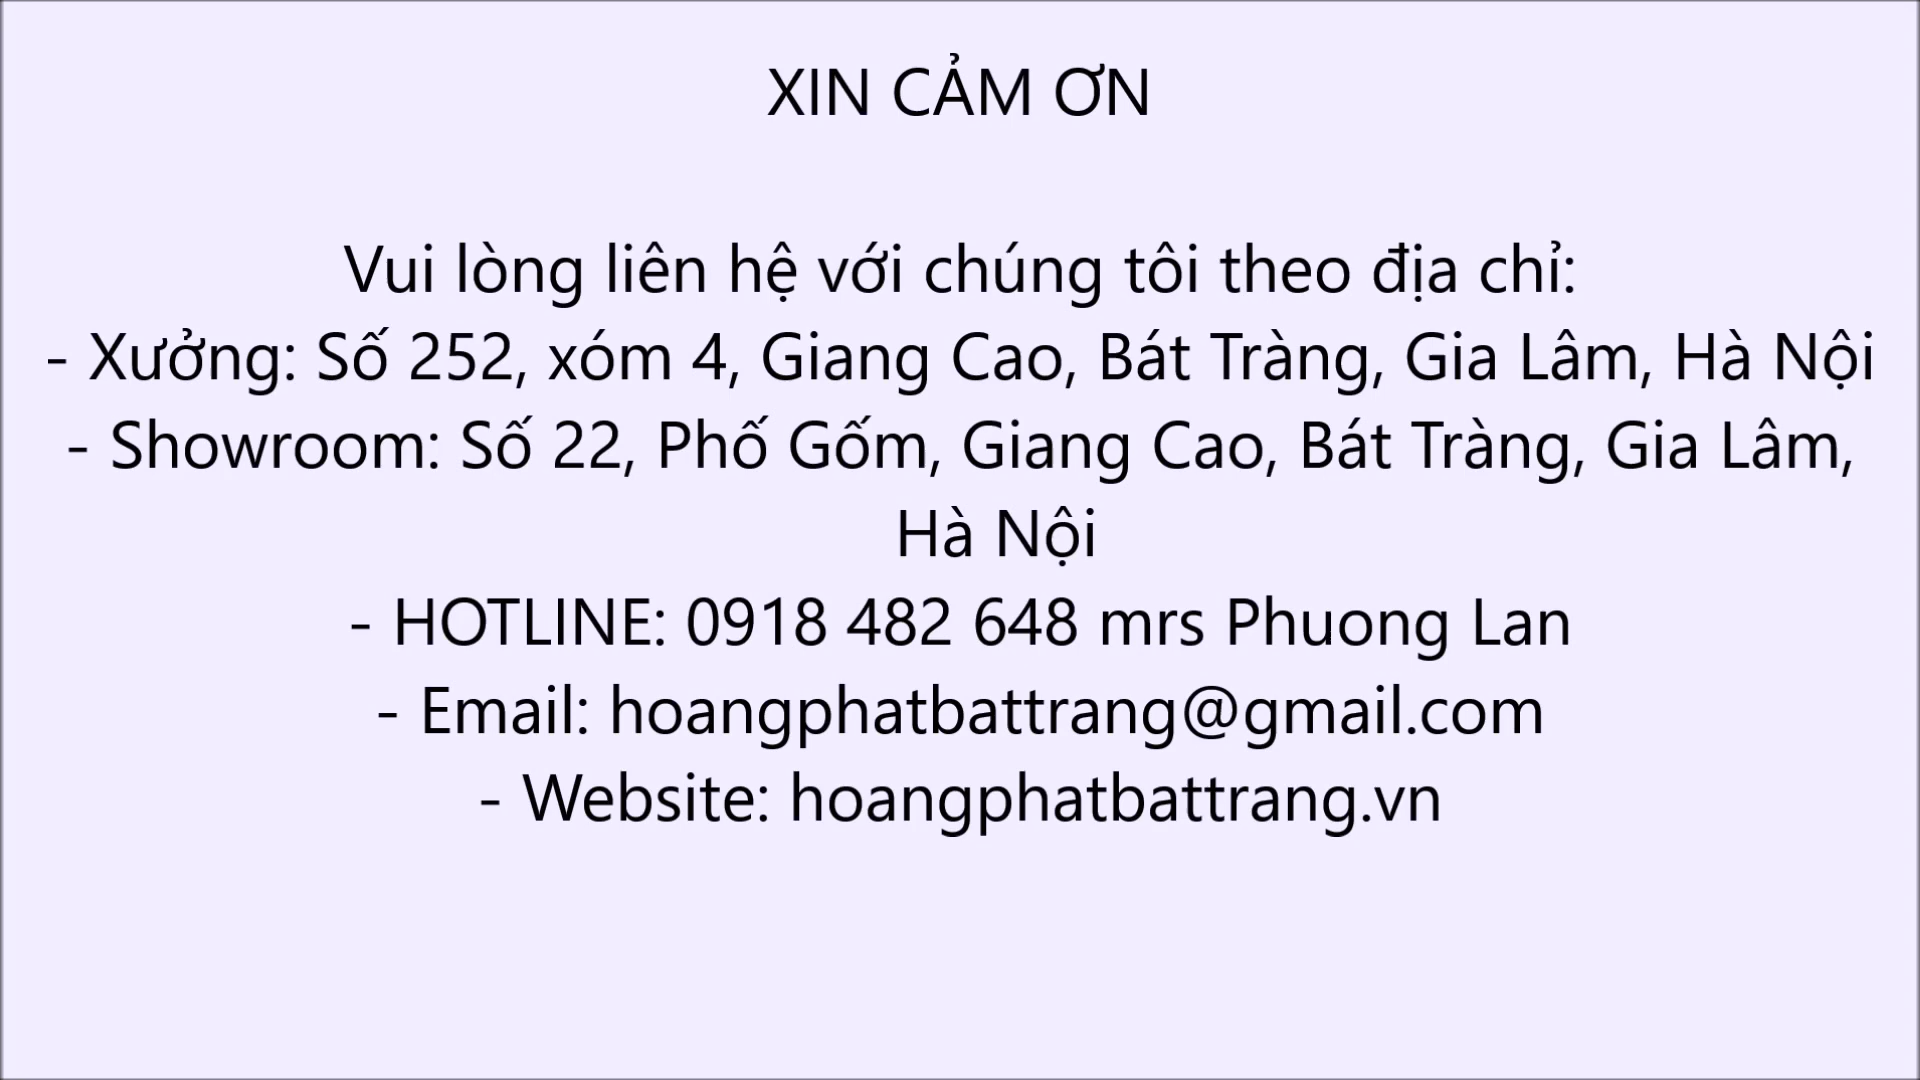 XIN CẢM ƠN
Vui lòng liên hệ với chúng tôi theo địa chỉ:
- Xưởng: Số 252, xóm 4, Giang Cao, Bát Tràng, Gia Lâm, Hà Nội
- Showroom: Số 22, Phố Gốm, Giang Cao, Bát Tràng, Gia Lâm,
Hà Nội
- HOTLINE: 0918 482 648 mrs Phuong Lan
- Email: hoangphatbattrang@gmail.com
- Website: hoangphatbattrang.vn